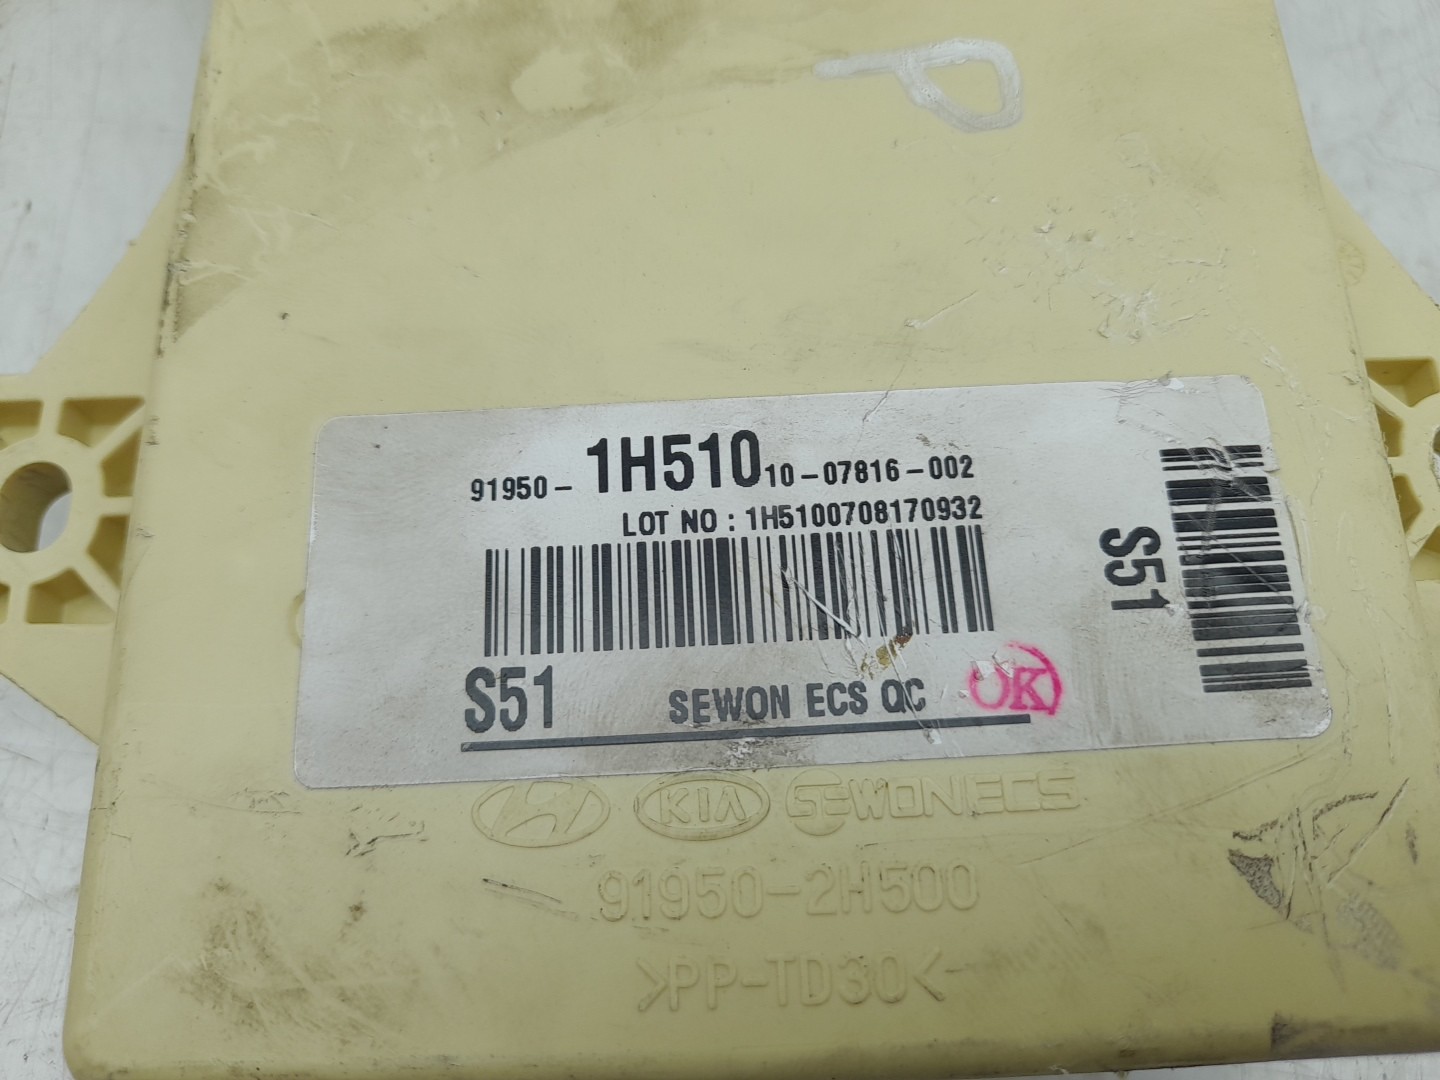 P
91950- 1H510 10-07816-002
LOT NO : 1H5100708170932
S51
S51 SEWON ECS QC OK
KIA SEWONECS
91950-2H500
>PP-TD30<